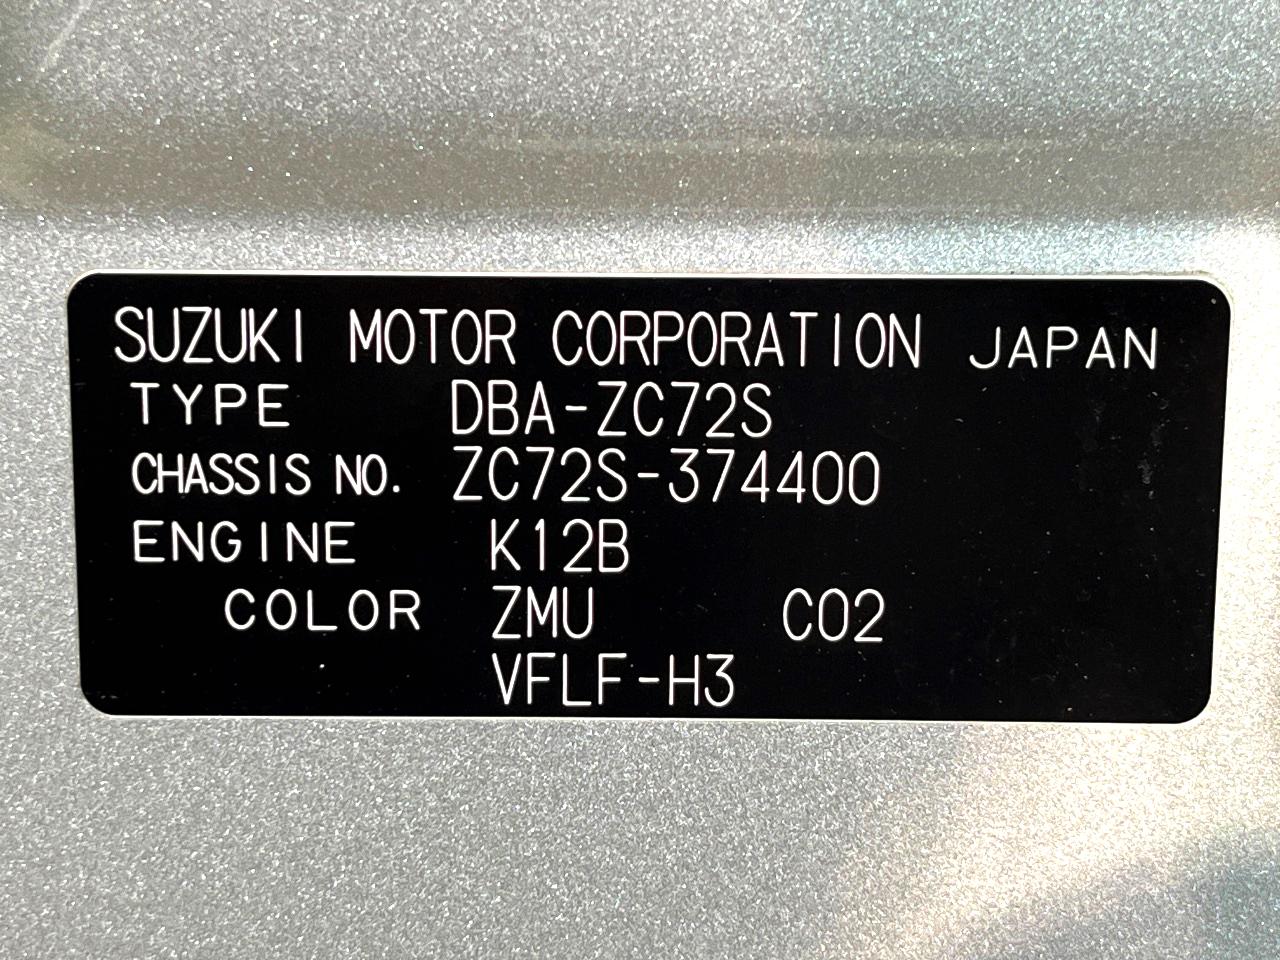 SUZUKI MOTOR CORPORATION JAPAN
TYPE DBA-ZC72S
CHASSIS NO. ZC72S-374400
ENGINE K12B
COLOR ZMU C02
VFLF-H3